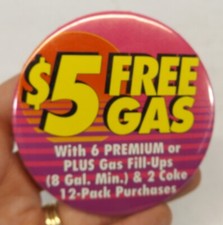 $5 FREE
GAS
With 6 PREMIUM or
PLUS Gas Fill-Ups
(8 Gal. Min.) & 2 Coke
12-Pack Purchases